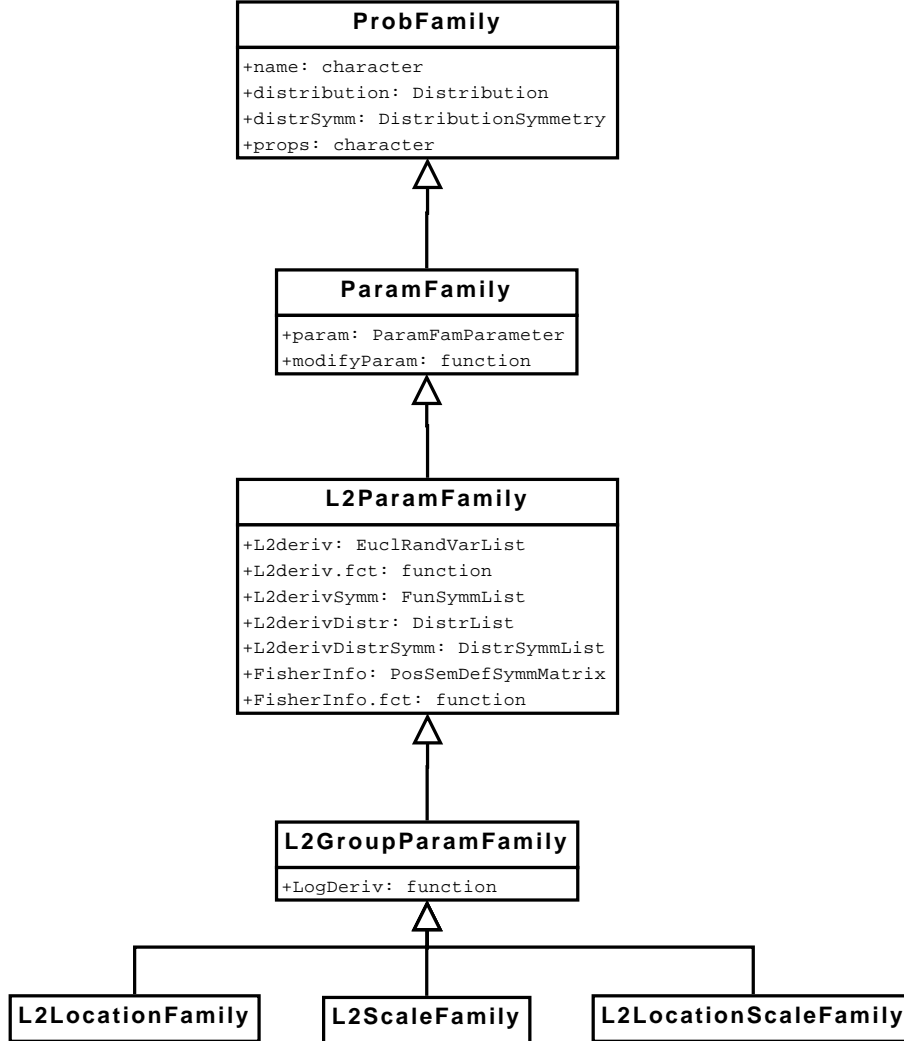 ProbFamily
+name: character
+distribution: Distribution
+distrSymm: DistributionSymmetry
+props: character
ParamFamily
+param: ParamFamParameter
+modifyParam: function
L2ParamFamily
+L2deriv: EuclRandVarList
+L2deriv.fct: function
+L2derivSymm: FunSymmList
+L2derivDistr: DistrList
+L2derivDistrSymm: DistrSymmList
+FisherInfo: PosSemDefSymmMatrix
+FisherInfo.fct: function
L2GroupParamFamily
+LogDeriv: function
L2LocationFamily
L2ScaleFamily
L2LocationScaleFamily